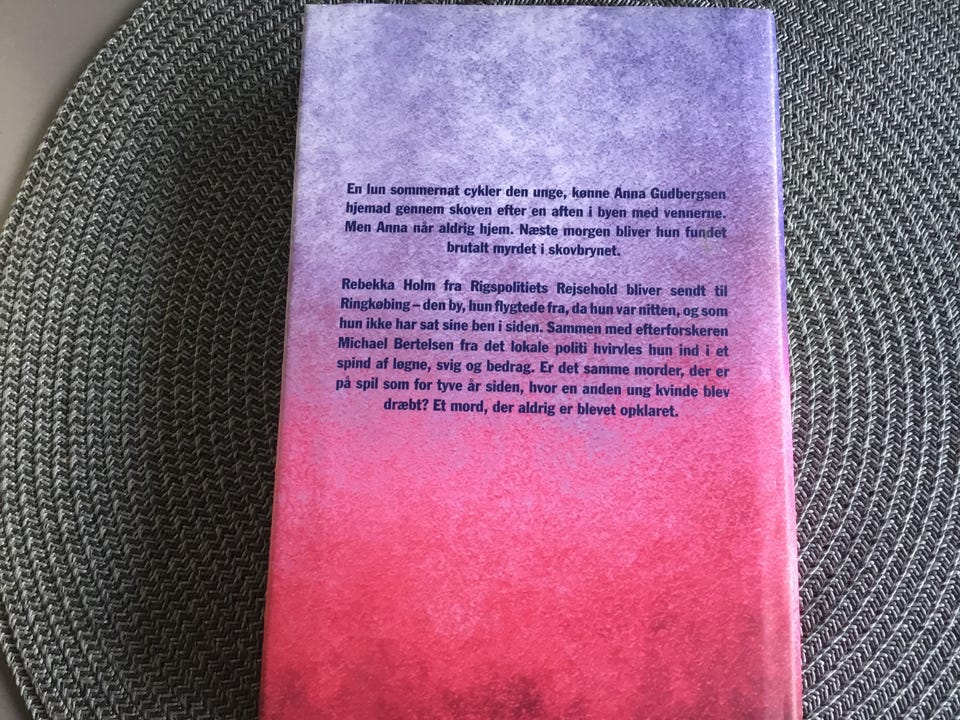 En lun sommernat cykler den unge, kønne Anna Gudbergsen
hjemad gennem skoven efter en aften i byen med vennerne.
Men Anna når aldrig hjem. Næste morgen bliver hun fundet
brutalt myrdet i skovbrynet.
Rebekka Holm fra Rigspolitiets Rejsehold bliver sendt til
Ringkøbing – den by, hun flygtede fra, da hun var nitten, og som
hun ikke har sat sine ben i siden. Sammen med efterforskeren
Michael Bertelsen fra det lokale politi hvirvles hun ind i et
spind af løgne, svig og bedrag. Er det samme morder, der er
på spil som for tyve år siden, hvor en anden ung kvinde blev
dræbt? Et mord, der aldrig er blevet opklaret.